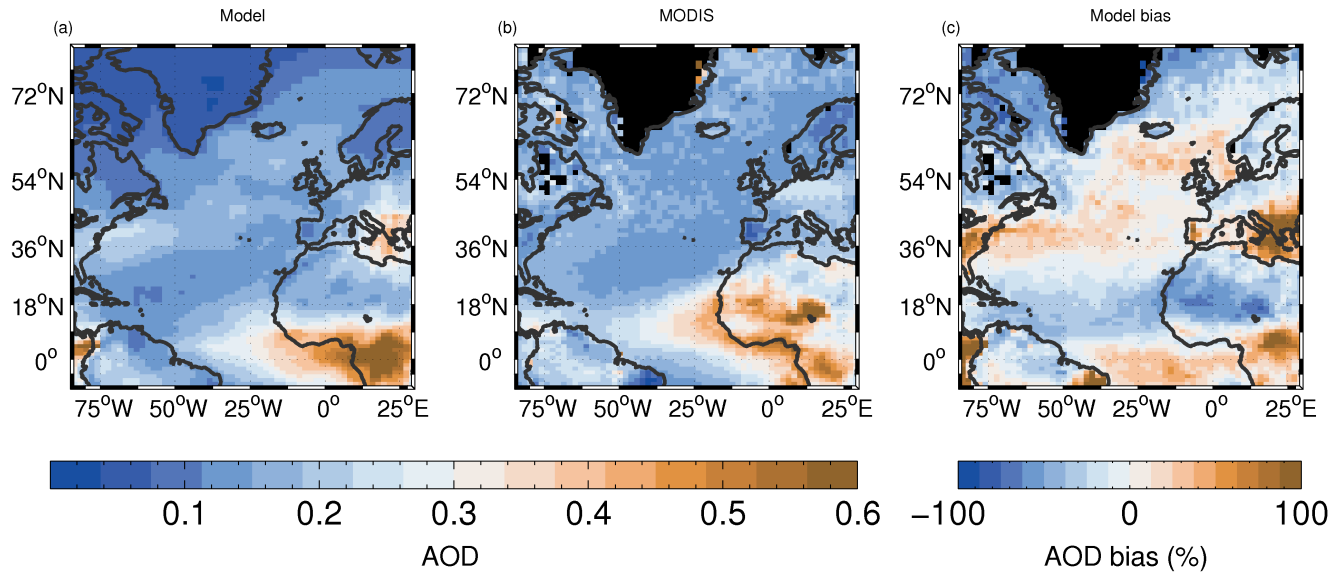 Model
MODIS
Model bias
(a)
(b)
(c)
72°N
54°N
36°N
18°N
0°
75°W 50°W 25°W 0° 25°E
72°N
54°N
36°N
18°N
0°
75°W 50°W 25°W 0° 25°E
72°N
54°N
36°N
18°N
0°
75°W 50°W 25°W 0° 25°E
0.1 0.2 0.3 0.4 0.5 0.6
AOD
−100 0 100
AOD bias (%)